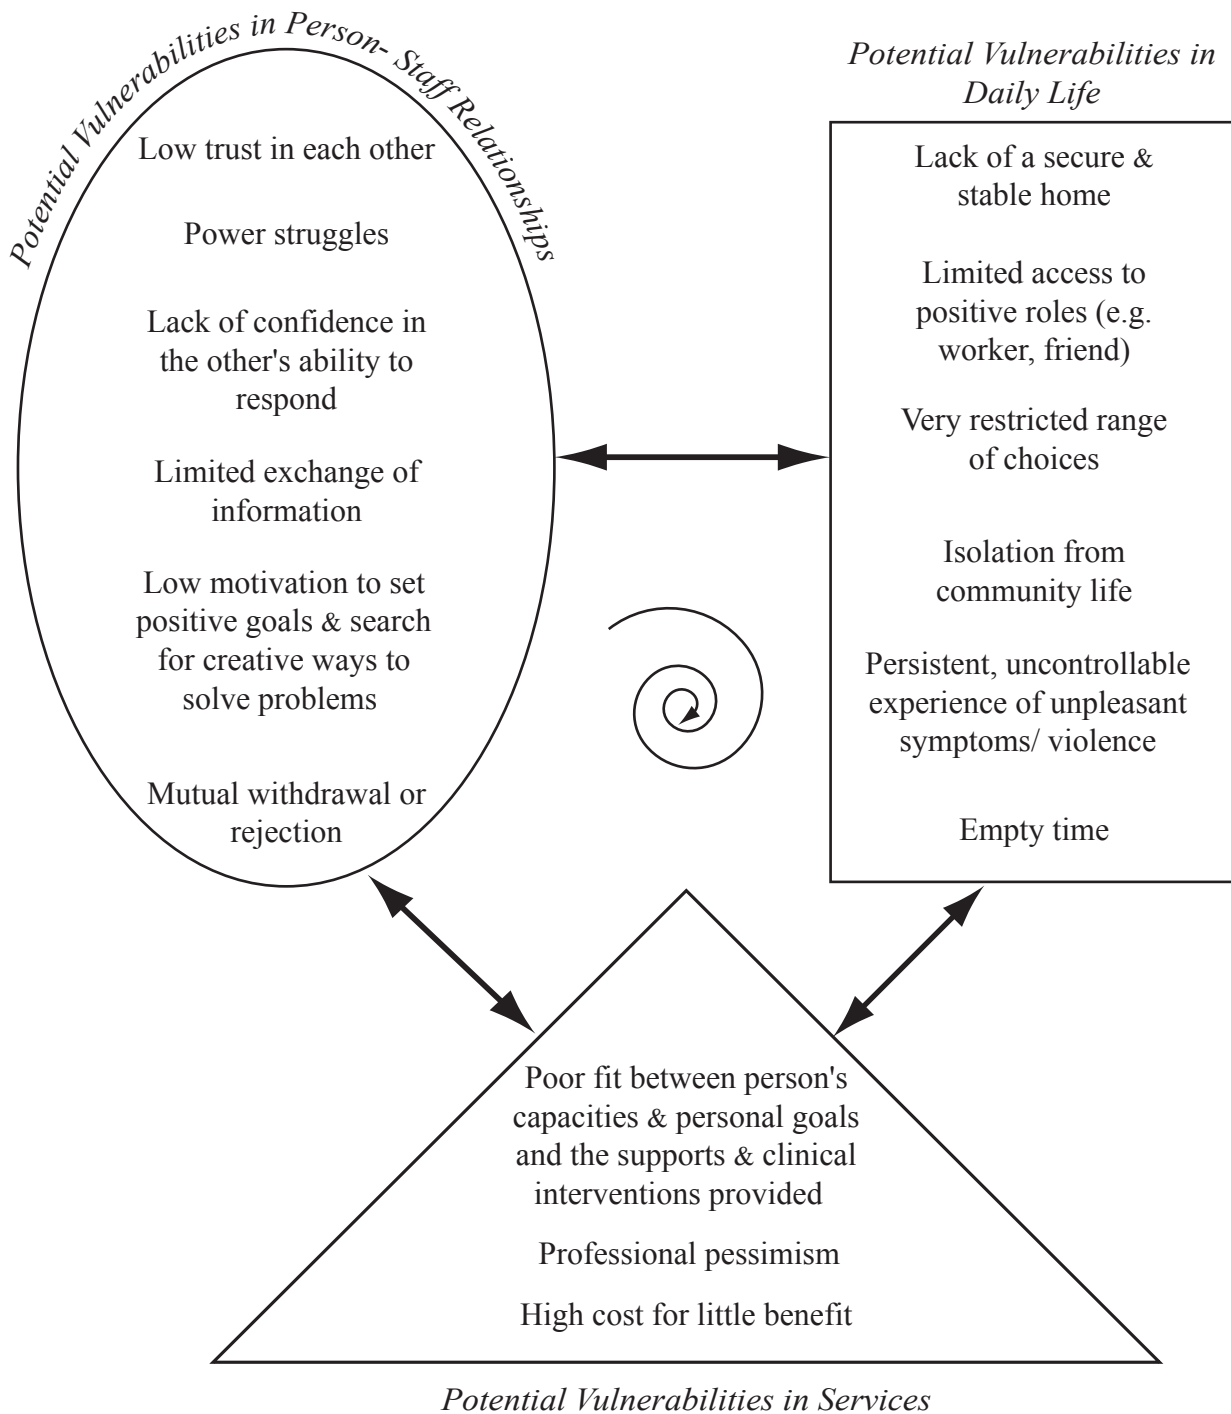 Potential Vulnerabilities in Person- Staff Relationships
Low trust in each other
Power struggles
Lack of confidence in
the other's ability to
respond
Limited exchange of
information
Low motivation to set
positive goals & search
for creative ways to
solve problems
Mutual withdrawal or
rejection
Potential Vulnerabilities in
Daily Life
Lack of a secure &
stable home
Limited access to
positive roles (e.g.
worker, friend)
Very restricted range
of choices
Isolation from
community life
Persistent, uncontrollable
experience of unpleasant
symptoms/ violence
Empty time
Poor fit between person's
capacities & personal goals
and the supports & clinical
interventions provided
Professional pessimism
High cost for little benefit
Potential Vulnerabilities in Services